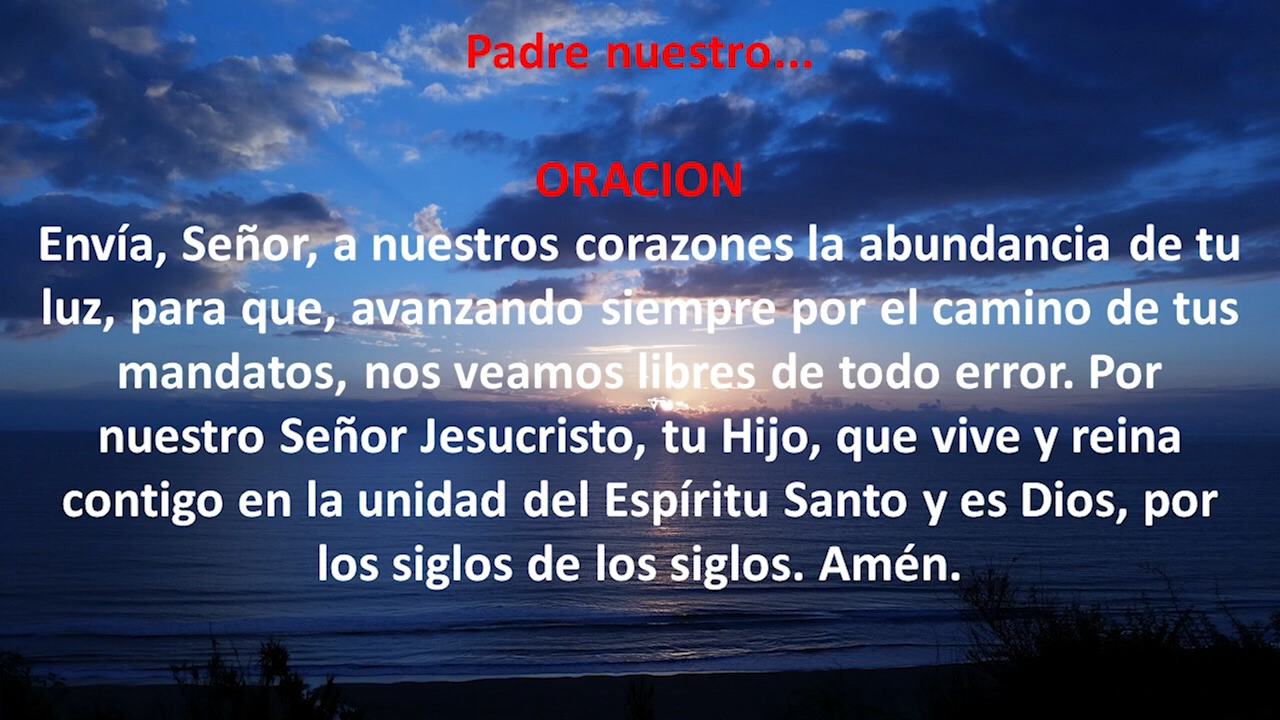 Padre nuestro...
ORACION
Envía, Señor, a nuestros corazones la abundancia de tu
luz, para que, avanzando siempre por el camino de tus
mandatos, nos veamos libres de todo error. Por
nuestro Señor Jesucristo, tu Hijo, que vive y reina
contigo en la unidad del Espíritu Santo y es Dios, por
los siglos de los siglos. Amén.